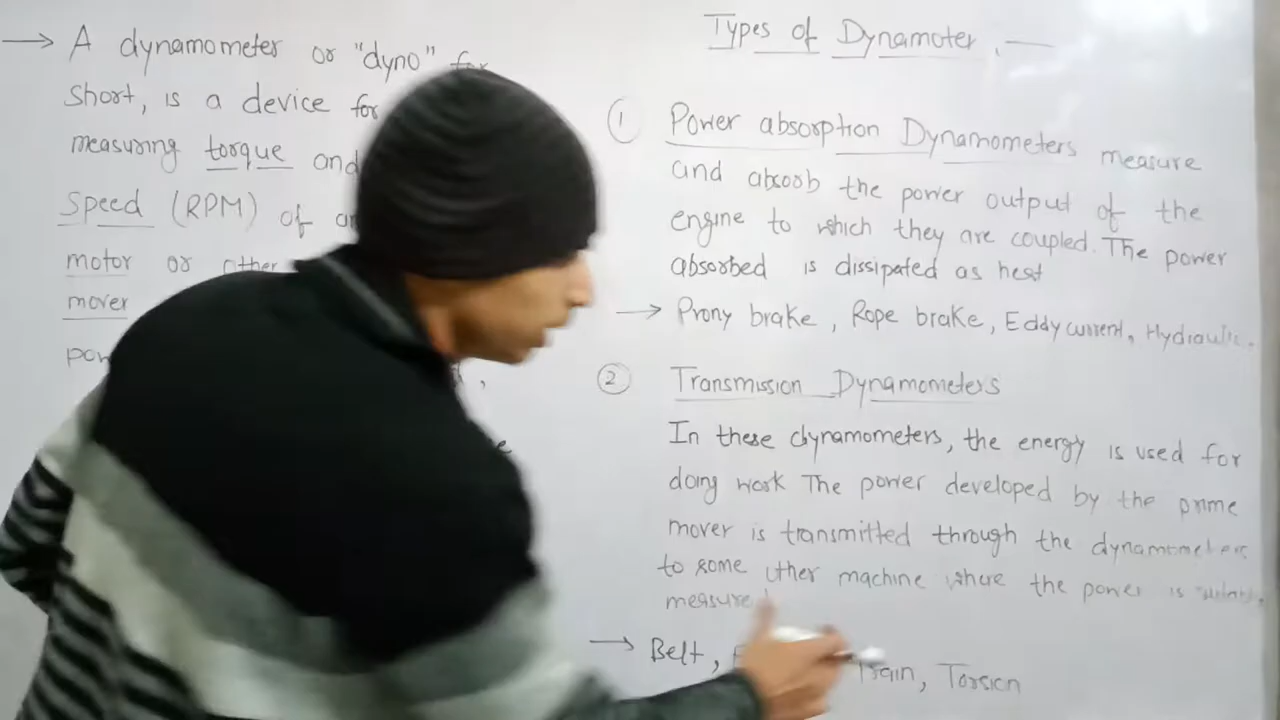 → A dynamometer or "dyno" for
short, is a device for
measuring torque and
Speed (RPM) of
motor or other
mover
Types of Dynamoter. —
① Power absorption Dynamometers measure
and absorb the power output of the
engine to which they are coupled. The power
absorbed is dissipated as heat
→ Prony brake, Rope brake, Eddy current, Hydraulic.
② Transmission Dynamometers
In these dynamometers, the energy is used for
doing work The power developed by the prime
mover is transmitted through the dynamometers
to some other machine where the power is
measure
→ Belt, Train, Torsion